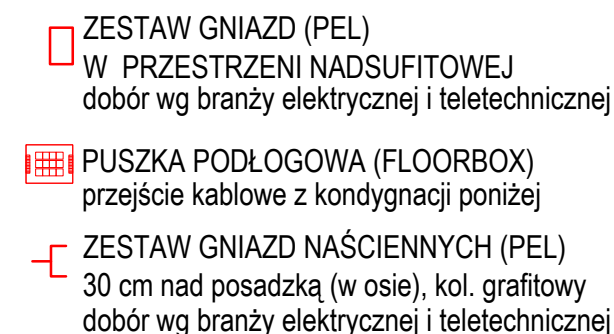 ZESTAW GNIAZD (PEL)
W PRZESTRZENI NADSUFITOWEJ
dobór wg branży elektrycznej i teletechnicznej
PUSZKA PODŁOGOWA (FLOORBOX)
przejście kablowe z kondygnacji poniżej
ZESTAW GNIAZD NAŚCIENNYCH (PEL)
30 cm nad posadzką (w osie), kol. grafitowy
dobór wg branży elektrycznej i teletechnicznej